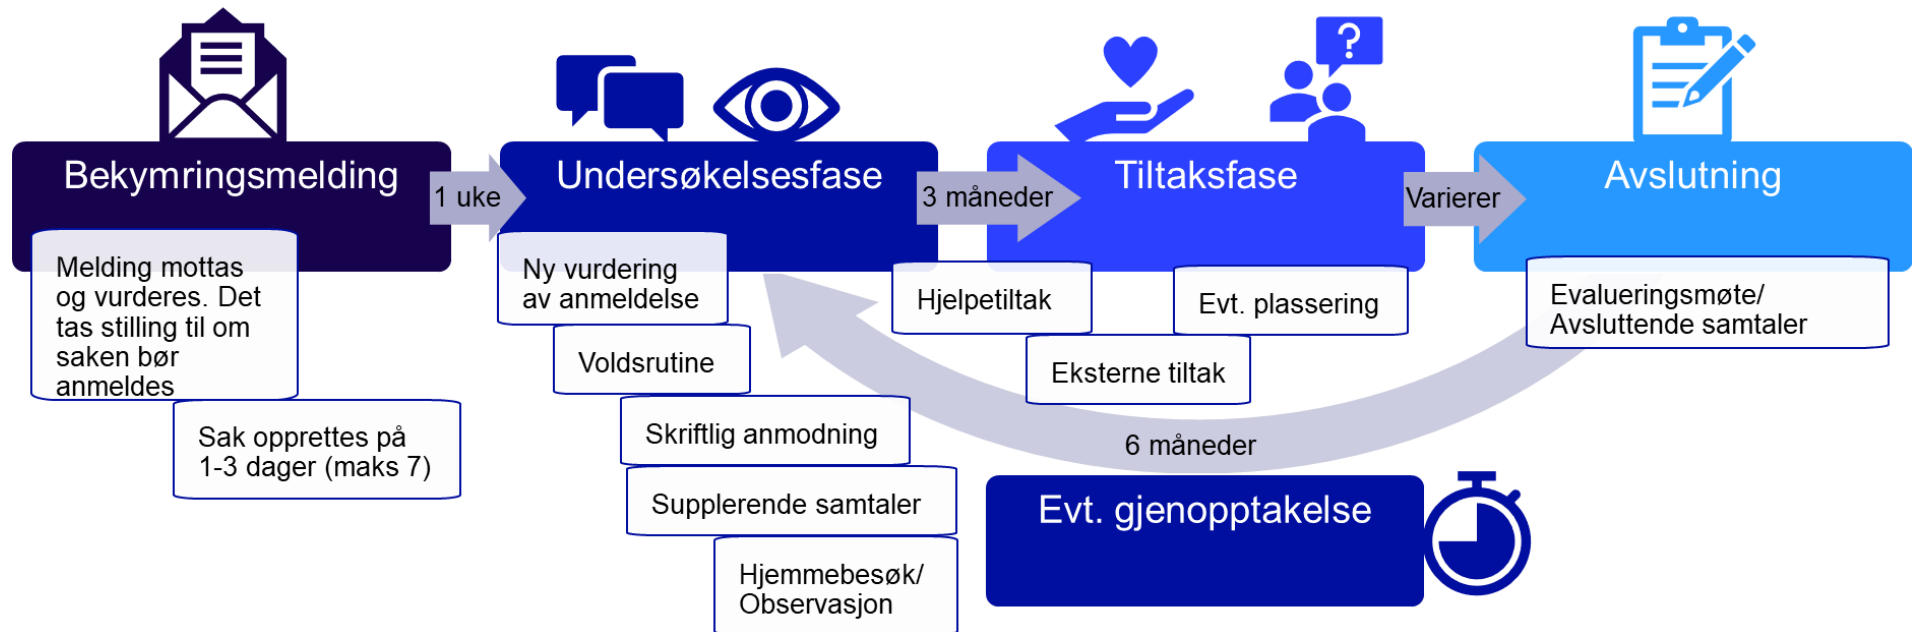 Bekymringsmelding
1 uke
Undersøkelsesfase
3 måneder
Tiltaksfase
Varierer
Avslutning
Melding mottas
og vurderes. Det
tas stilling til om
saken bør
anmeldes
Sak opprettes på
1-3 dager (maks 7)
Ny vurdering
av anmeldelse
Voldsrutine
Skriftlig anmodning
Supplerende samtaler
Hjemmebesøk/
Observasjon
Hjelpetiltak
Evt. plassering
Eksterne tiltak
Evalueringsmøte/
Avsluttende samtaler
6 måneder
Evt. gjenopptakelse
?